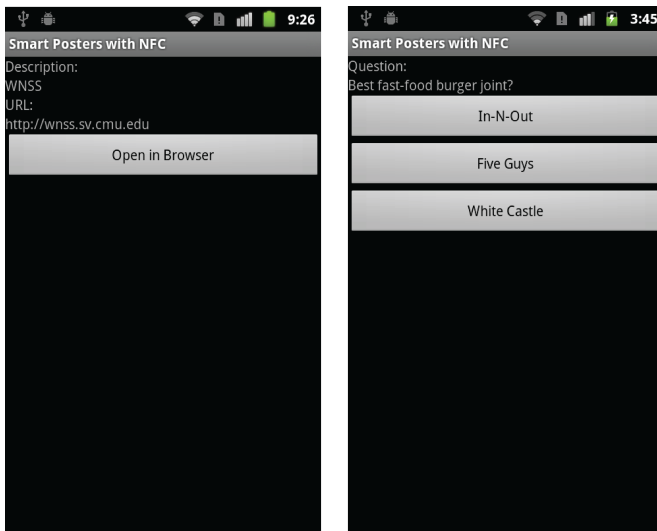 9:26
Smart Posters with NFC
Description:
WNSS
URL:
http://wnss.sv.cmu.edu
Open in Browser
3:45
Smart Posters with NFC
Question:
Best fast-food burger joint?
In-N-Out
Five Guys
White Castle